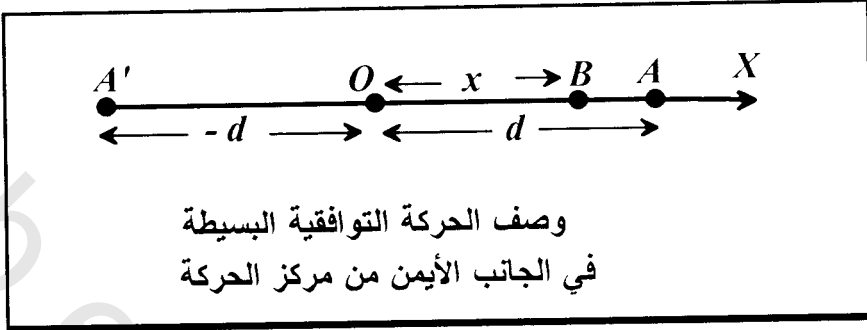 A' O x B A X
- d d
وصف الحركة التوافقية البسيطة
في الجانب الأيمن من مركز الحركة